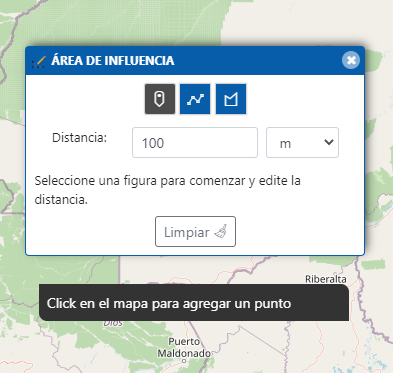 ÁREA DE INFLUENCIA
Distancia: 100 m
Seleccione una figura para comenzar y edite la
distancia.
Limpiar
Riberalta
Click en el mapa para agregar un punto
Dios
Puerto
Maldonado